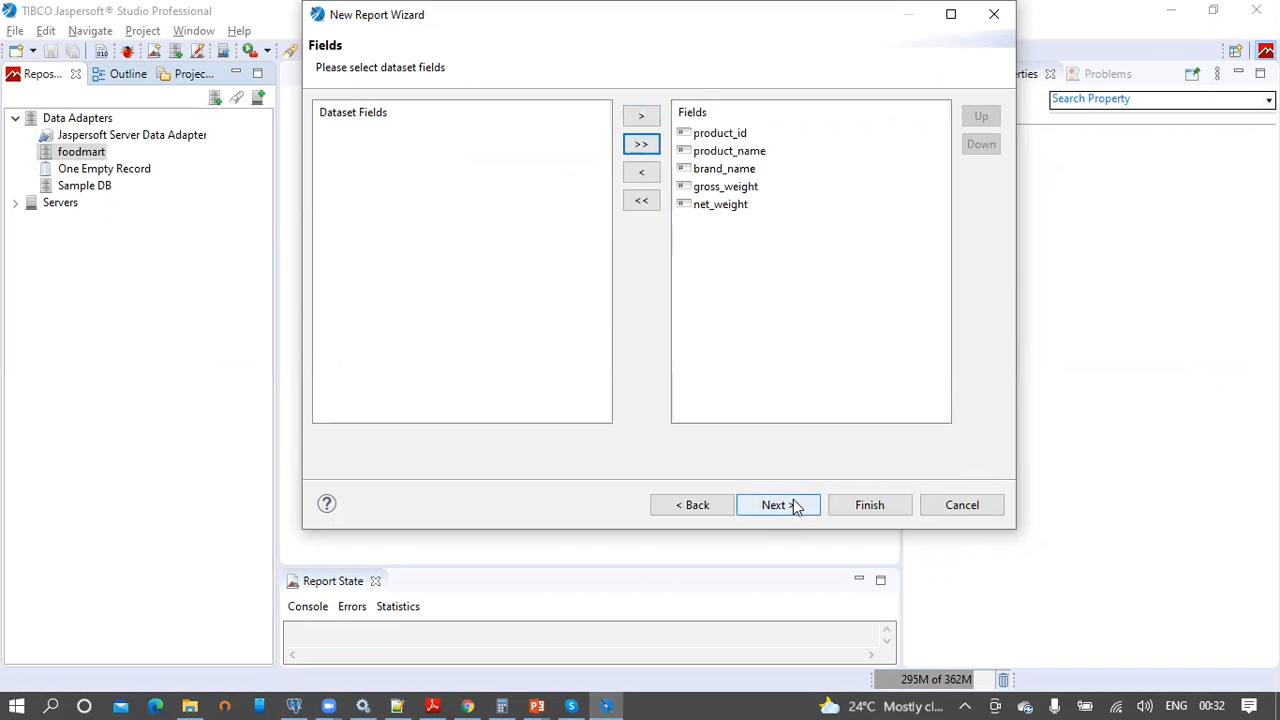 TIBCO Jaspersoft® Studio Professional
New Report Wizard
File Edit Navigate Project Window Help
Fields
Please select dataset fields
Repos...
Outline
Projec...
erties
Problems
Search Property
Data Adapters
Jaspersoft Server Data Adapter
foodmart
One Empty Record
Sample DB
Servers
Dataset Fields
>
>>
<
<<
Fields
product_id
product_name
brand_name
gross_weight
net_weight
Up
Down
< Back
Next >
Finish
Cancel
Report State
Console Errors Statistics
295M of 362M
24°C Mostly cl...
ENG
00:32